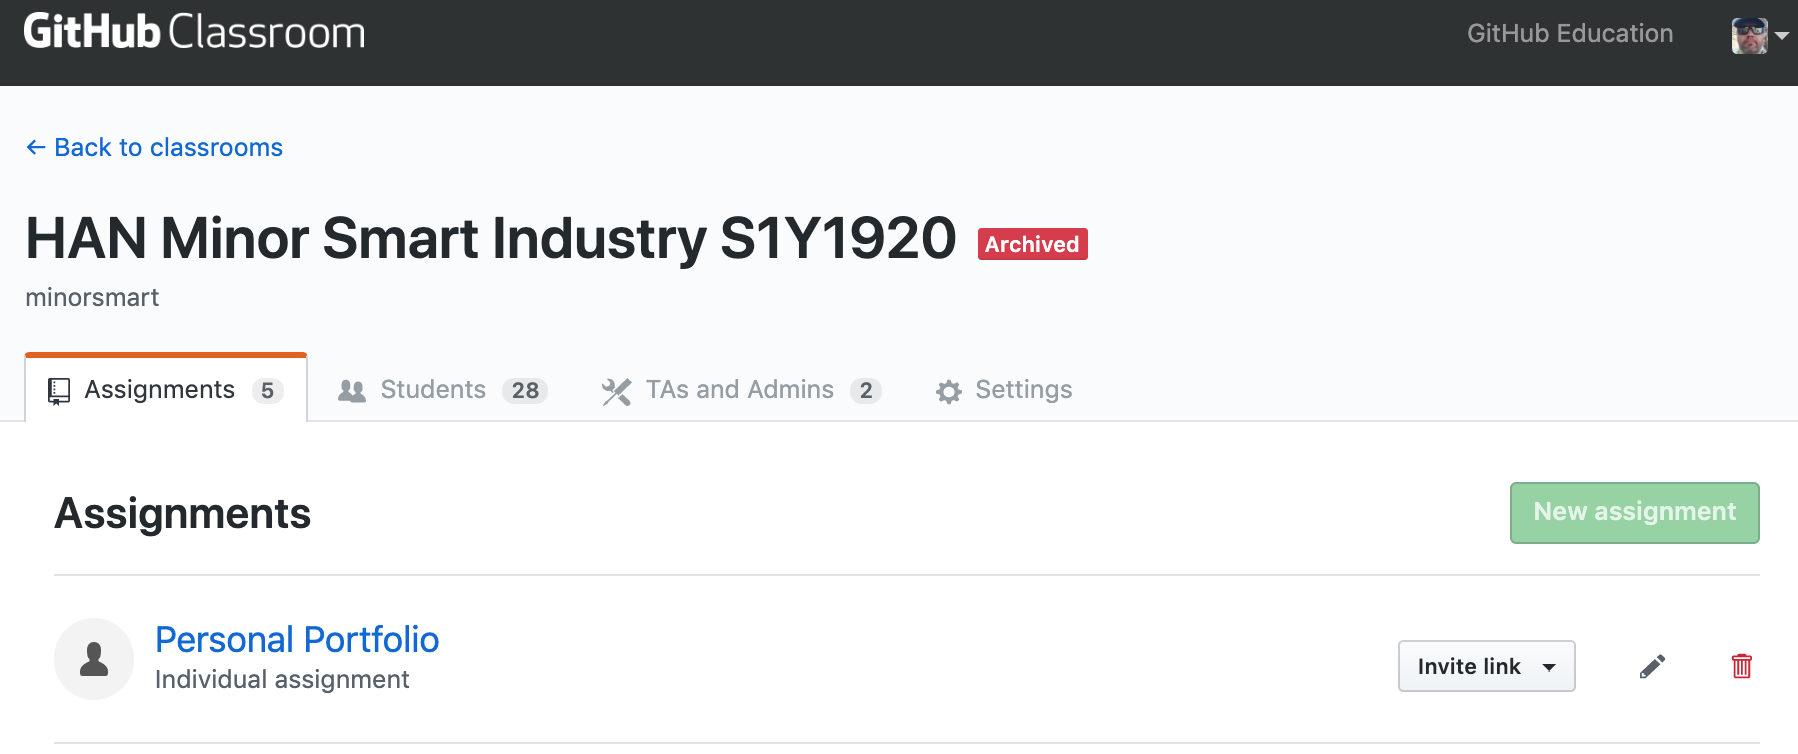 GitHub Classroom
GitHub Education
← Back to classrooms
HAN Minor Smart Industry S1Y1920 Archived
minorsmart
Assignments 5 Students 28 TAs and Admins 2 Settings
Assignments
New assignment
Personal Portfolio
Individual assignment
Invite link